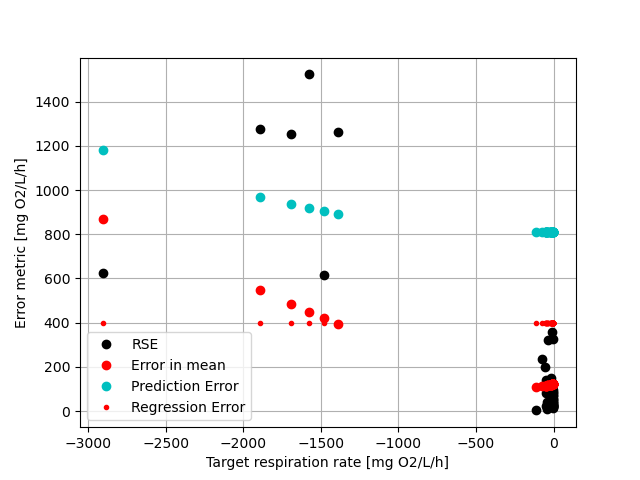 Error metric [mg O2/L/h]
1400
1200
1000
800
600
400
200
0
RSE
Error in mean
Prediction Error
Regression Error
−3000 −2500 −2000 −1500 −1000 −500 0
Target respiration rate [mg O2/L/h]